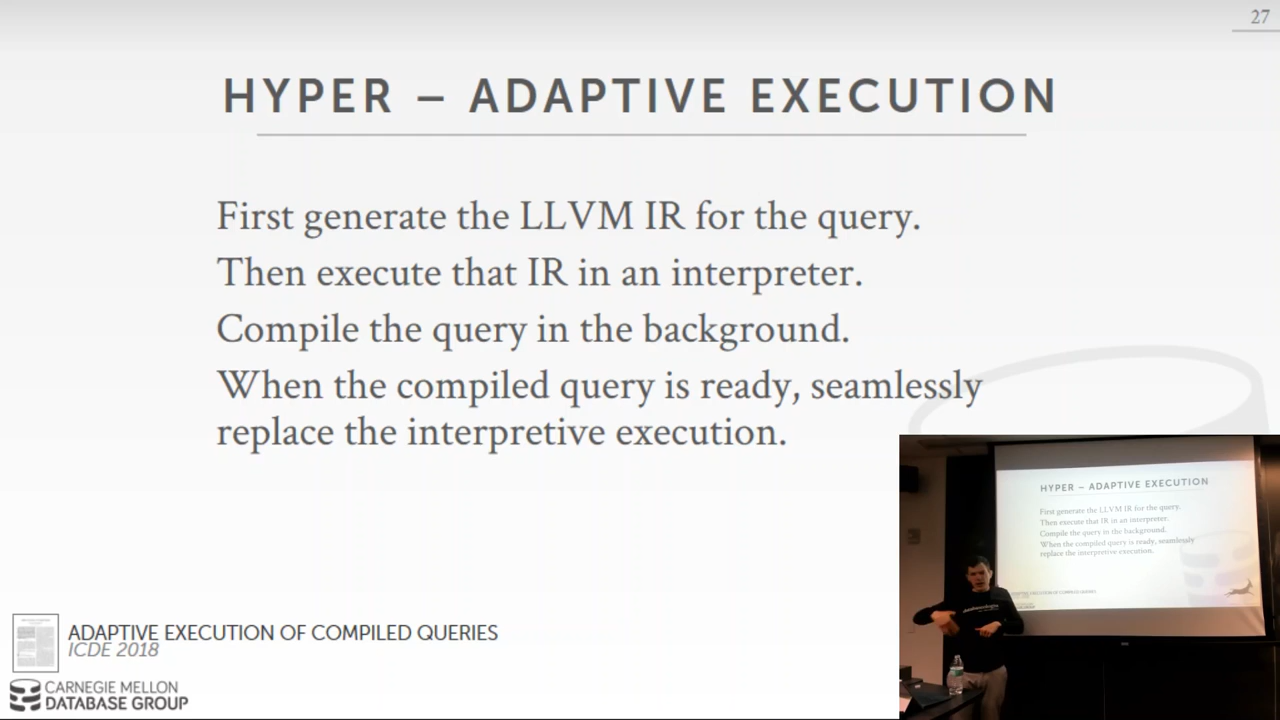 27
HYPER – ADAPTIVE EXECUTION
First generate the LLVM IR for the query.
Then execute that IR in an interpreter.
Compile the query in the background.
When the compiled query is ready, seamlessly
replace the interpretive execution.
HYPER – ADAPTIVE EXECUTION
First generate the LLVM IR for the query.
Then execute that IR in an interpreter.
Compile the query in the background.
When the compiled query is ready, seamlessly
replace the interpretive execution.
ADAPTIVE EXECUTION OF COMPILED QUERIES
ICDE 2018
CARNEGIE MELLON
DATABASE GROUP